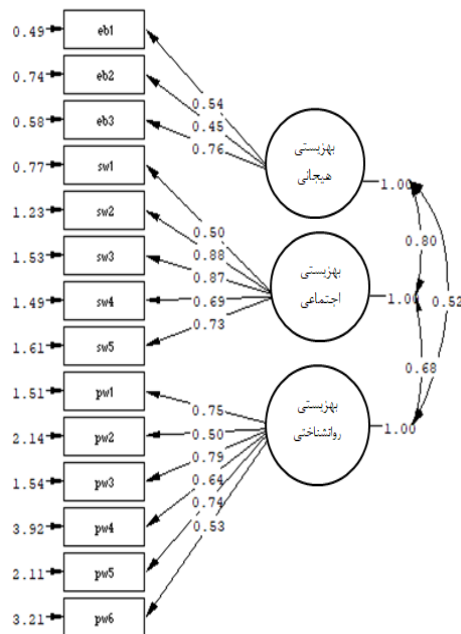 0.49 eb1
0.74 eb2
0.58 eb3
0.77 sw1
1.23 sw2
1.53 sw3
1.49 sw4
1.61 sw5
1.51 pw1
2.14 pw2
1.54 pw3
3.92 pw4
2.11 pw5
3.21 pw6
0.54
0.45
0.76
0.50
0.88
0.87
0.69
0.73
0.75
0.50
0.79
0.64
0.74
0.53
بهزیستی
هیجانی
بهزیستی
اجتماعی
بهزیستی
روانشناختی
1.00
1.00
1.00
0.80
0.52
0.68